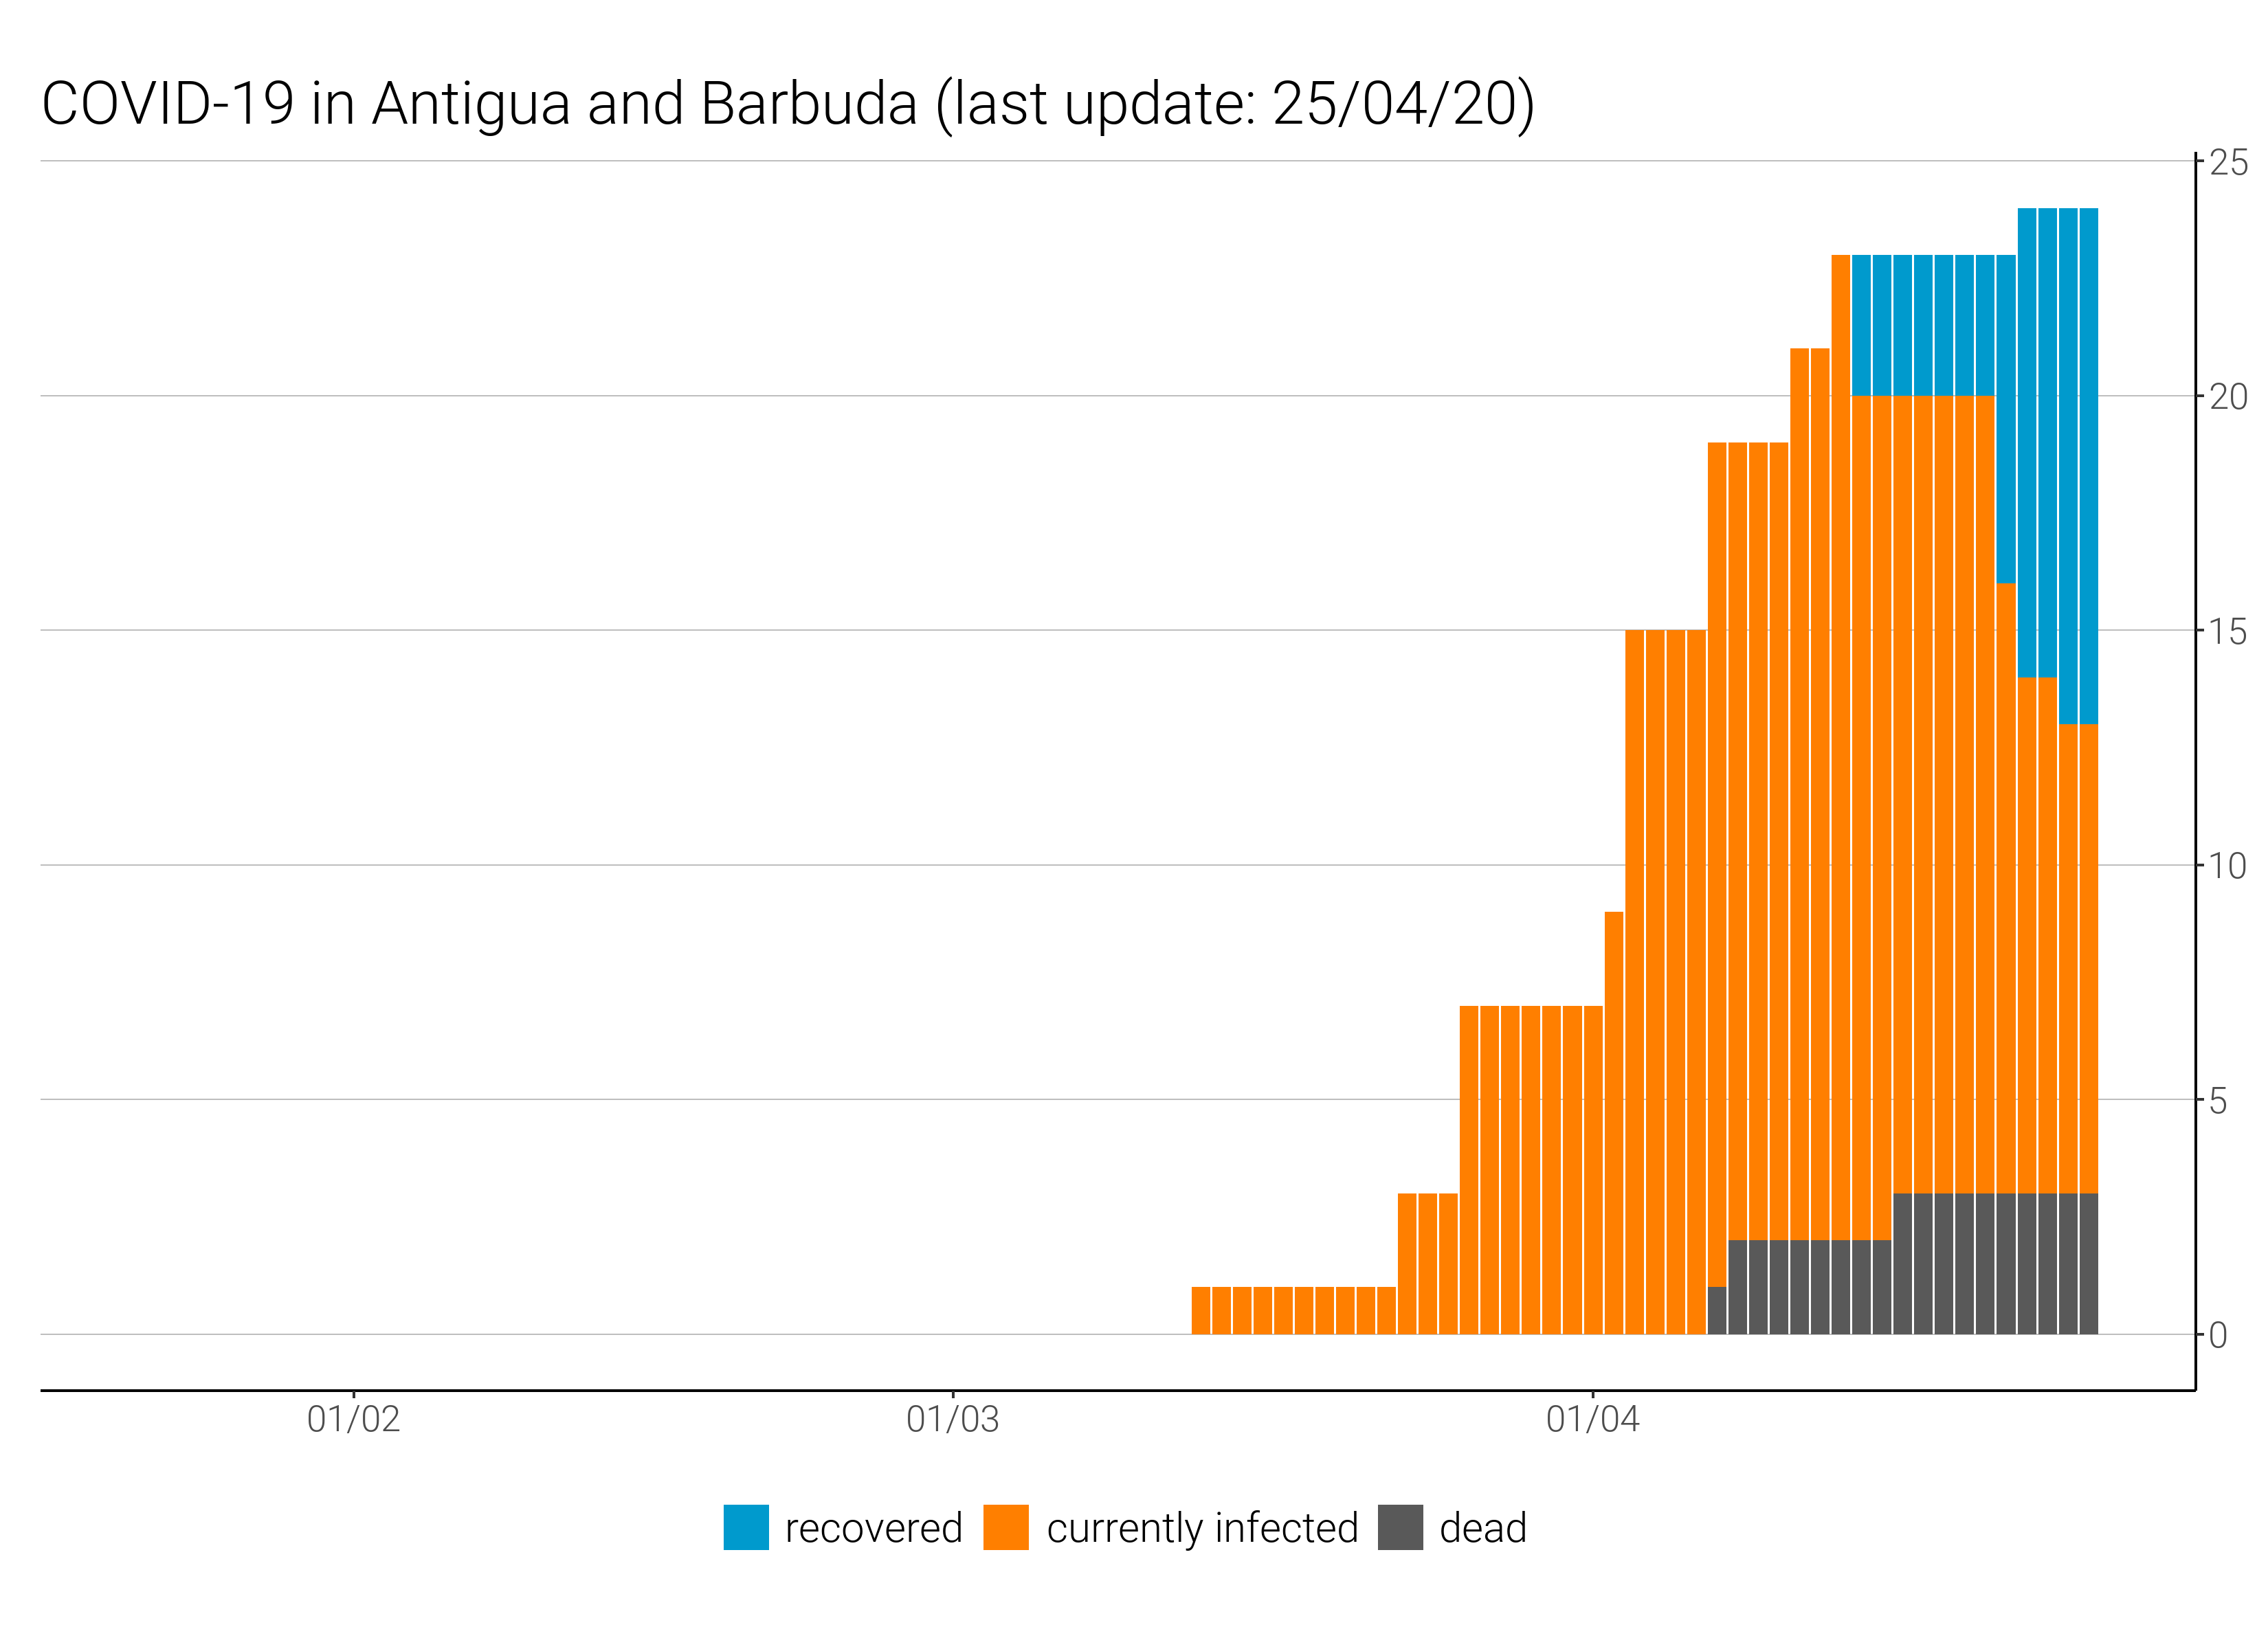 COVID-19 in Antigua and Barbuda (last update: 25/04/20)
25
20
15
10
5
0
01/02 01/03 01/04
recovered currently infected dead